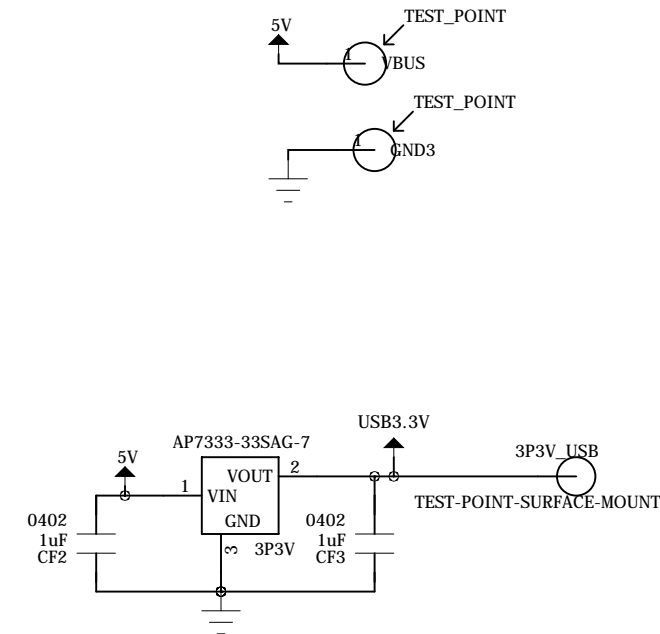 TEST_POINT
5V
1
VBUS
TEST_POINT
1
GND3
USB3.3V
AP7333-33SAG-7
3P3V_USB
5V
VOUT
2
1
VIN
TEST-POINT-SURFACE-MOUNT
GND
0402
1uF
CF2
3
3P3V
0402
1uF
CF3